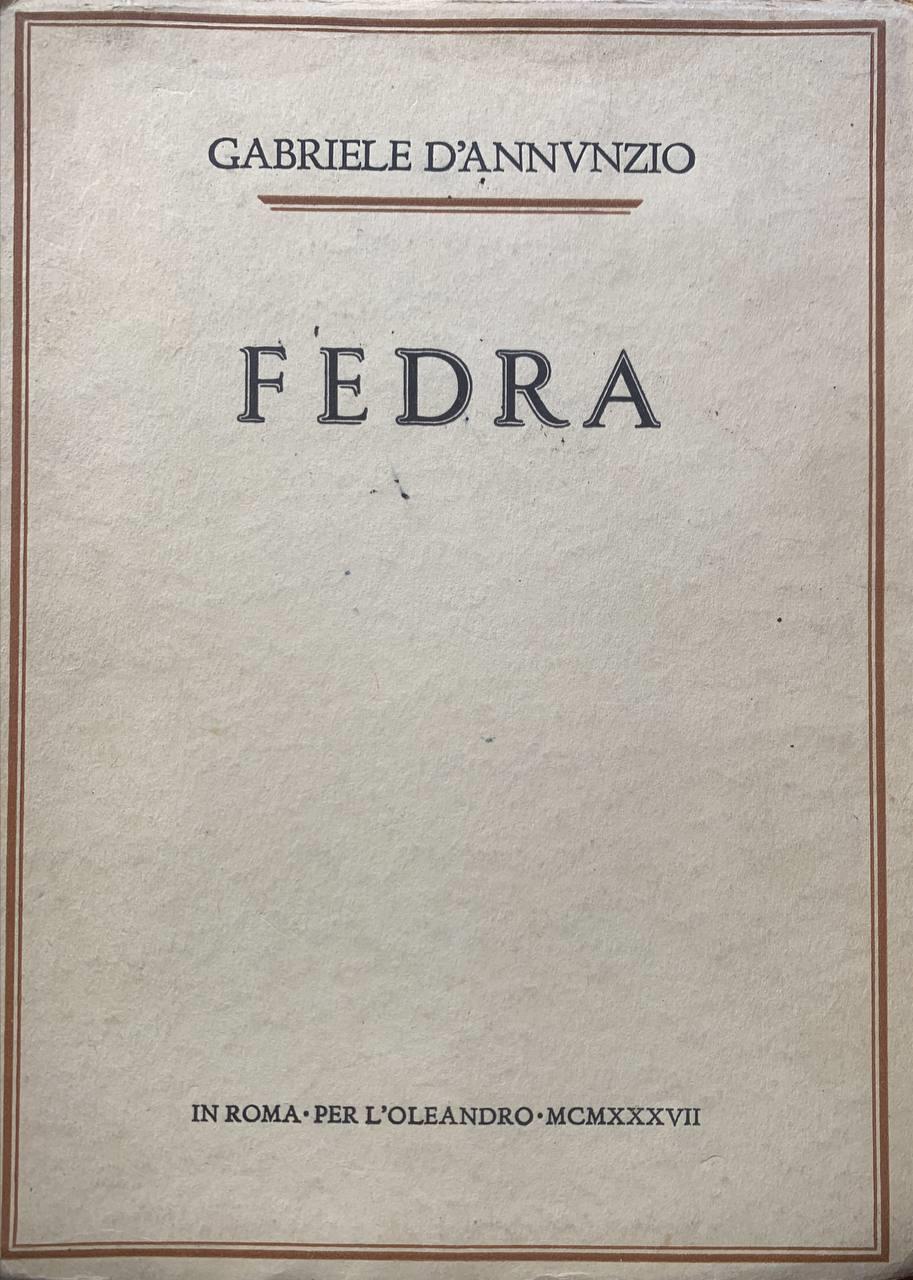 GABRIELE D'ANNVNZIO
FEDRA
IN ROMA·PER L'OLEANDRO·MCMXXXVII